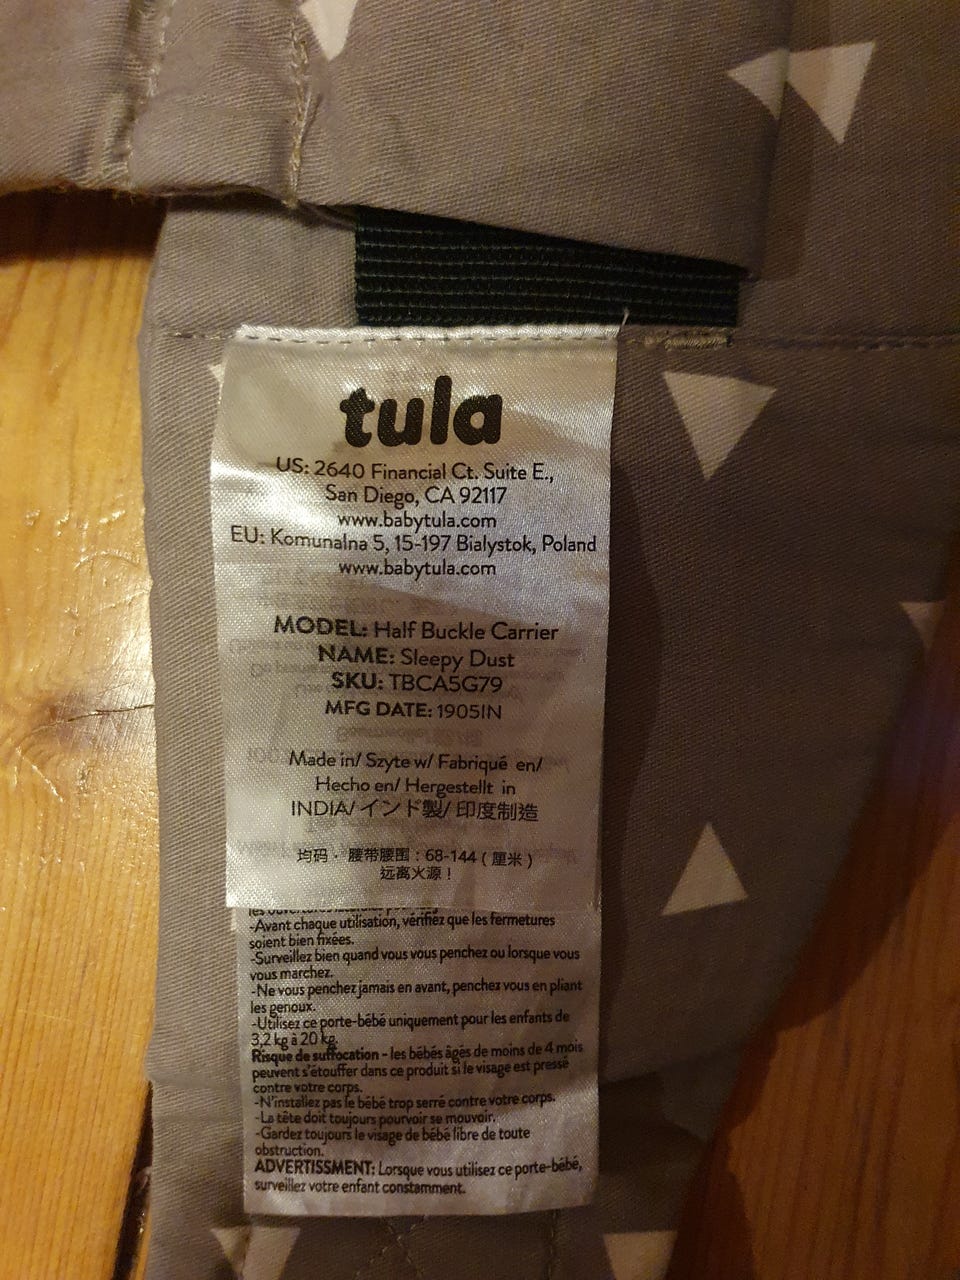 tula
US: 2640 Financial Ct. Suite E.,
San Diego, CA 92117
www.babytula.com
EU: Komunalna 5, 15-197 Bialystok, Poland
www.babytula.com
MODEL: Half Buckle Carrier
NAME: Sleepy Dust
SKU: TBCA5G79
MFG DATE: 1905IN
Made in/ Szyte w/ Fabriqué en/
Hecho en/ Hergestellt in
INDIA/インド製/ 印度制造
均码 · 腰带腰围：68-144（厘米）
远离火源！
les ouvertures
-Avant chaque utilisation, vérifiez que les fermetures
soient bien fixées.
-Surveillez bien quand vous vous penchez ou lorsque vous
vous marchez.
-Ne vous penchez jamais en avant, penchez vous en pliant
les genoux.
-Utilisez ce porte-bébé uniquement pour les enfants de
3,2 kg à 20 kg.
Risque de suffocation - les bébés âgés de moins de 4 mois
peuvent s'étouffer dans ce produit si le visage est pressé
contre votre corps.
-N'installez pas le bébé trop serré contre votre corps.
-La tête doit toujours pourvoir se mouvoir.
-Gardez toujours le visage de bébé libre de toute
obstruction.
ADVERTISSMENT: Lorsque vous utilisez ce porte-bébé,
surveillez votre enfant constamment.